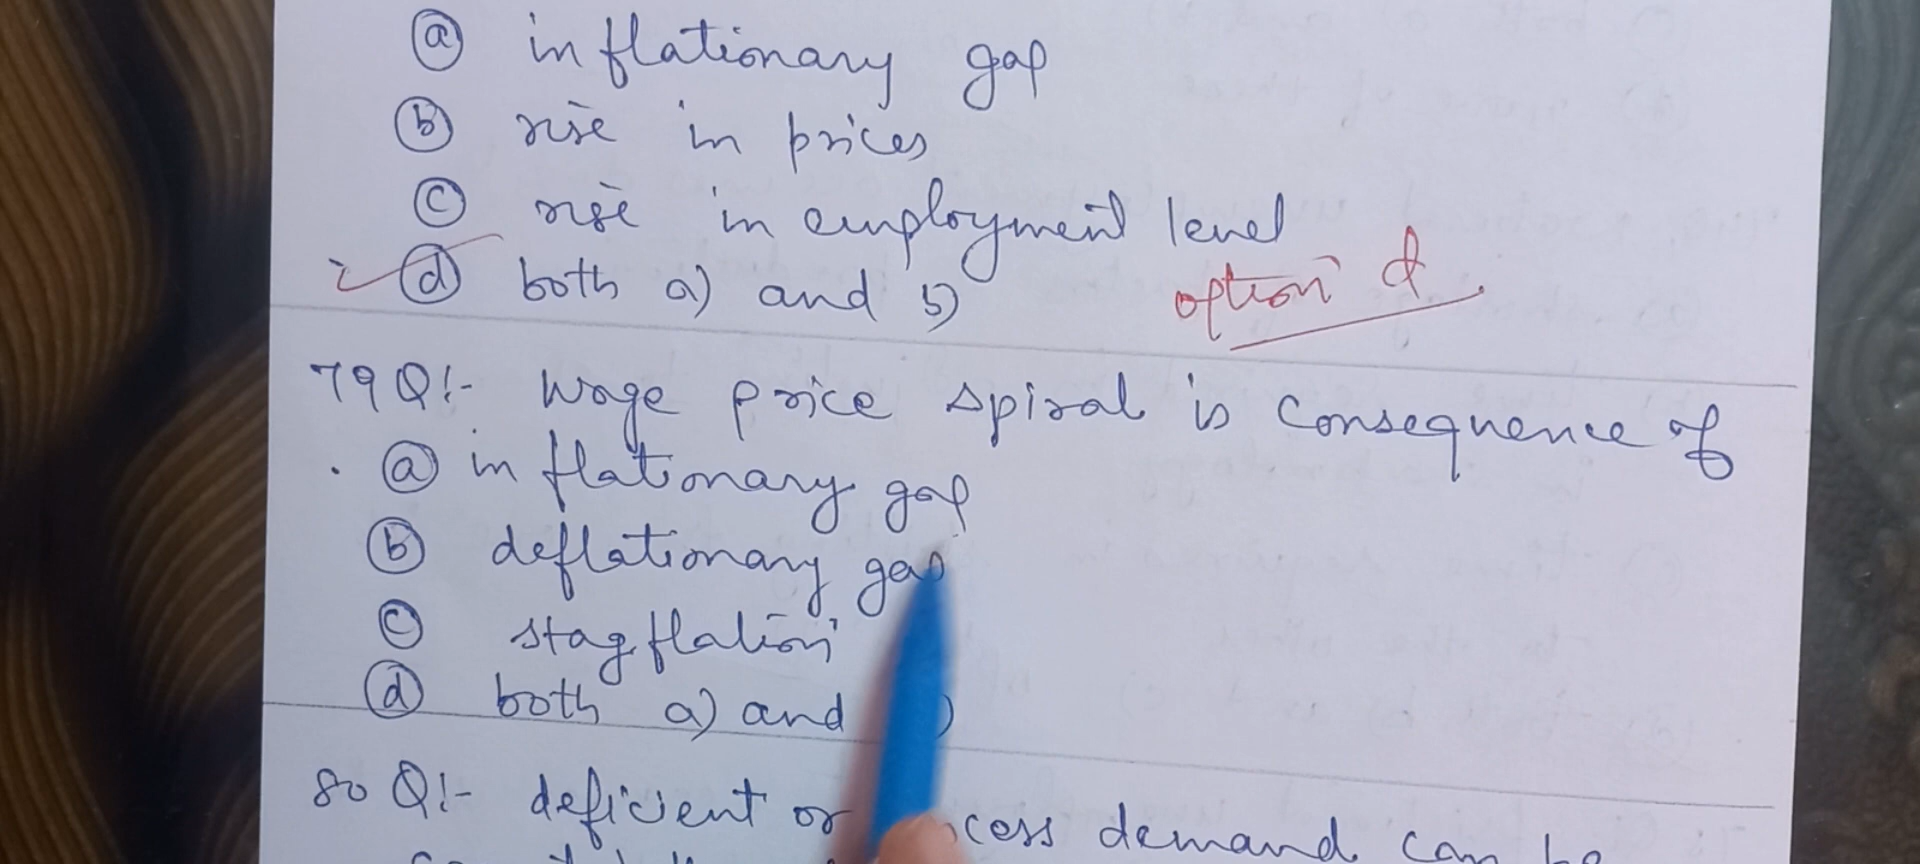 ⓐ inflationary gap
ⓑ rise in prices
ⓒ rise in employment level
ⓓ both a) and b)
option d.
79 Q:- Wage price spiral is consequence of
ⓐ inflationary gap
ⓑ deflationary gap
ⓒ stagflation
ⓓ both a) and )
80 Q:- deficient or cess demand can be